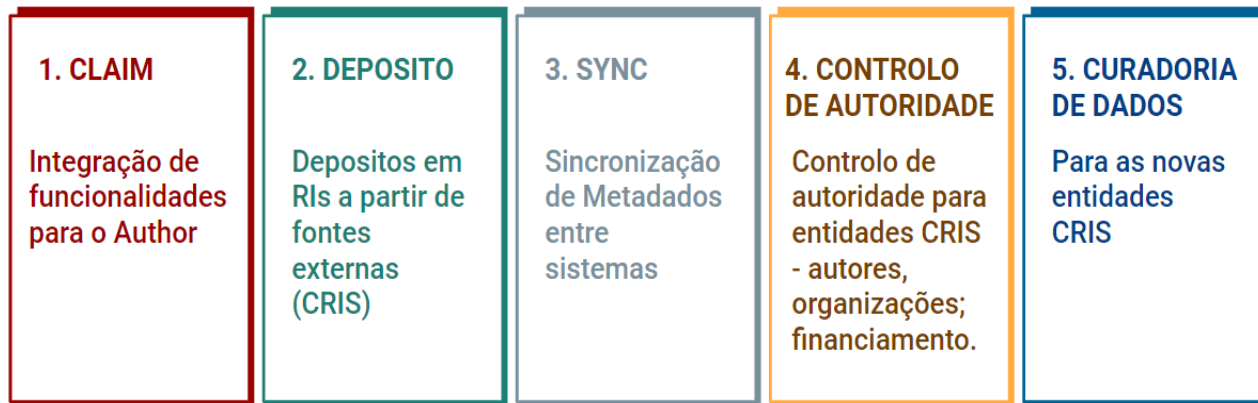 1. CLAIM
Integração de
funcionalidades
para o Author
2. DEPOSITO
Depositos em
RIs a partir de
fontes
externas
(CRIS)
3. SYNC
Sincronização
de Metadados
entre
sistemas
4. CONTROLO
DE AUTORIDADE
Controlo de
autoridade para
entidades CRIS
- autores,
organizações;
financiamento.
5. CURADORIA
DE DADOS
Para as novas
entidades
CRIS